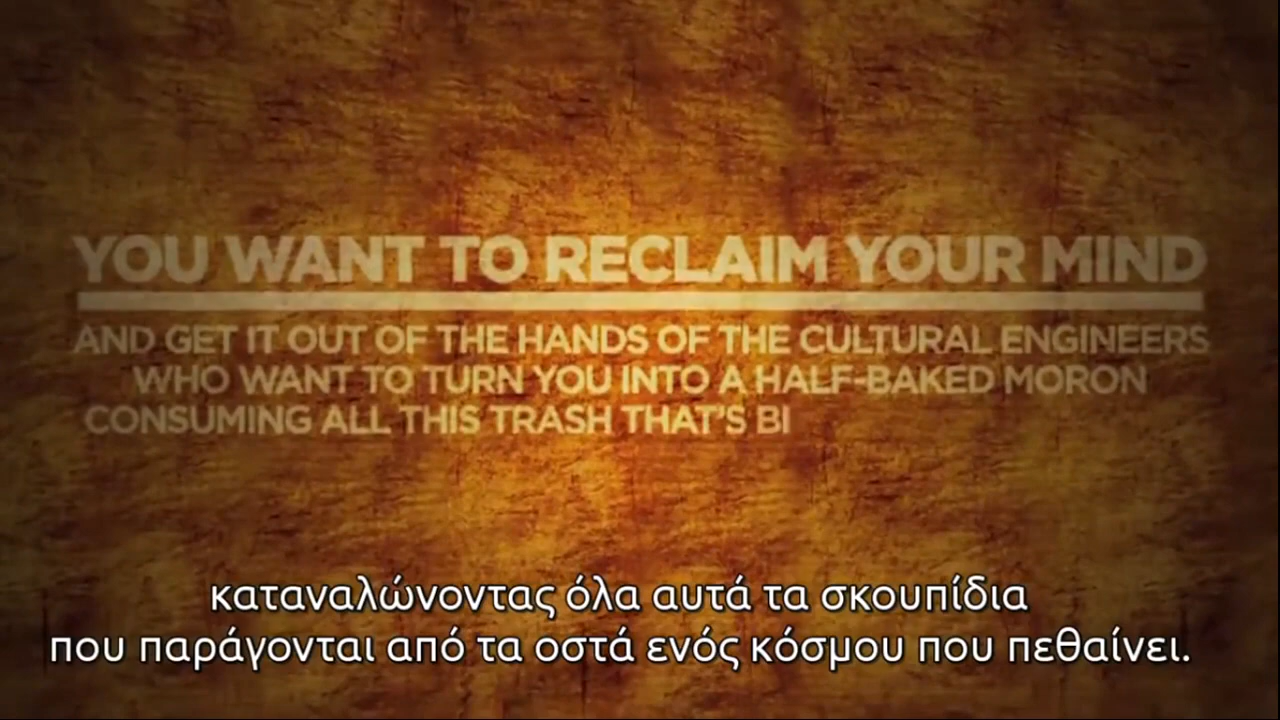 YOU WANT TO RECLAIM YOUR MIND
AND GET IT OUT OF THE HANDS OF THE CULTURAL ENGINEERS
WHO WANT TO TURN YOU INTO A HALF-BAKED MORON
CONSUMING ALL THIS TRASH THAT'S BI
καταναλώνοντας όλα αυτά τα σκουπίδια
που παράγονται από τα οστά ενός κόσμου που πεθαίνει.